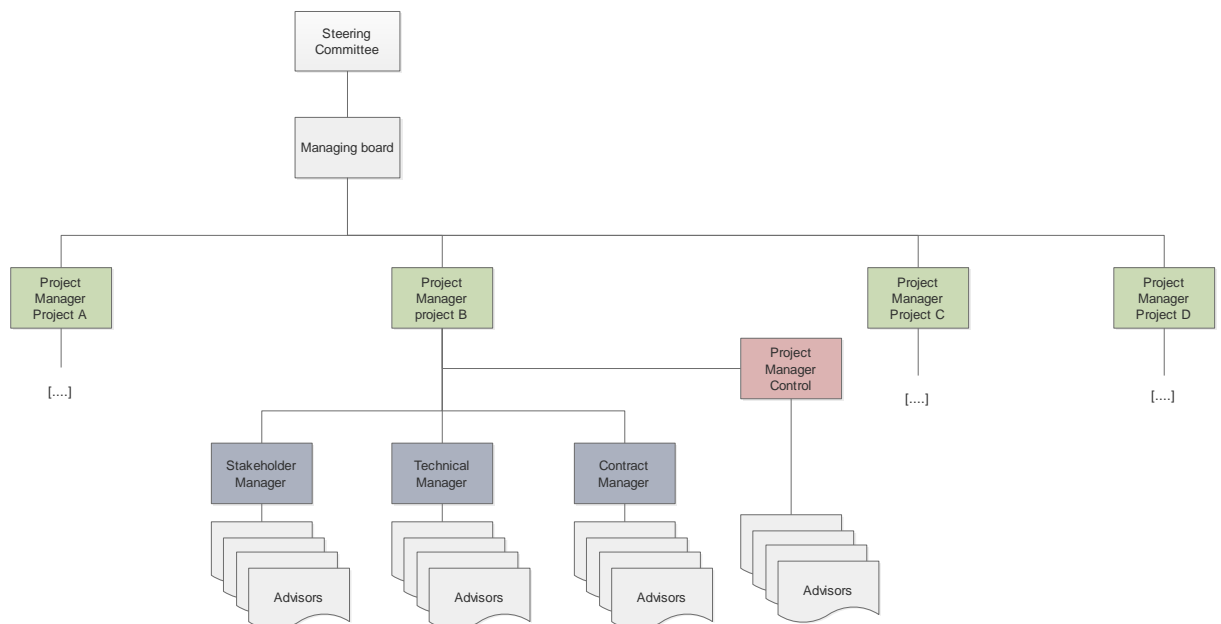 Steering
Committee
Managing board
Project
Manager
Project A
Project
Manager
project B
Project
Manager
Project C
Project
Manager
Project D
Project
Manager
Control
[....]
[....]
[....]
Stakeholder
Manager
Technical
Manager
Contract
Manager
Advisors
Advisors
Advisors
Advisors